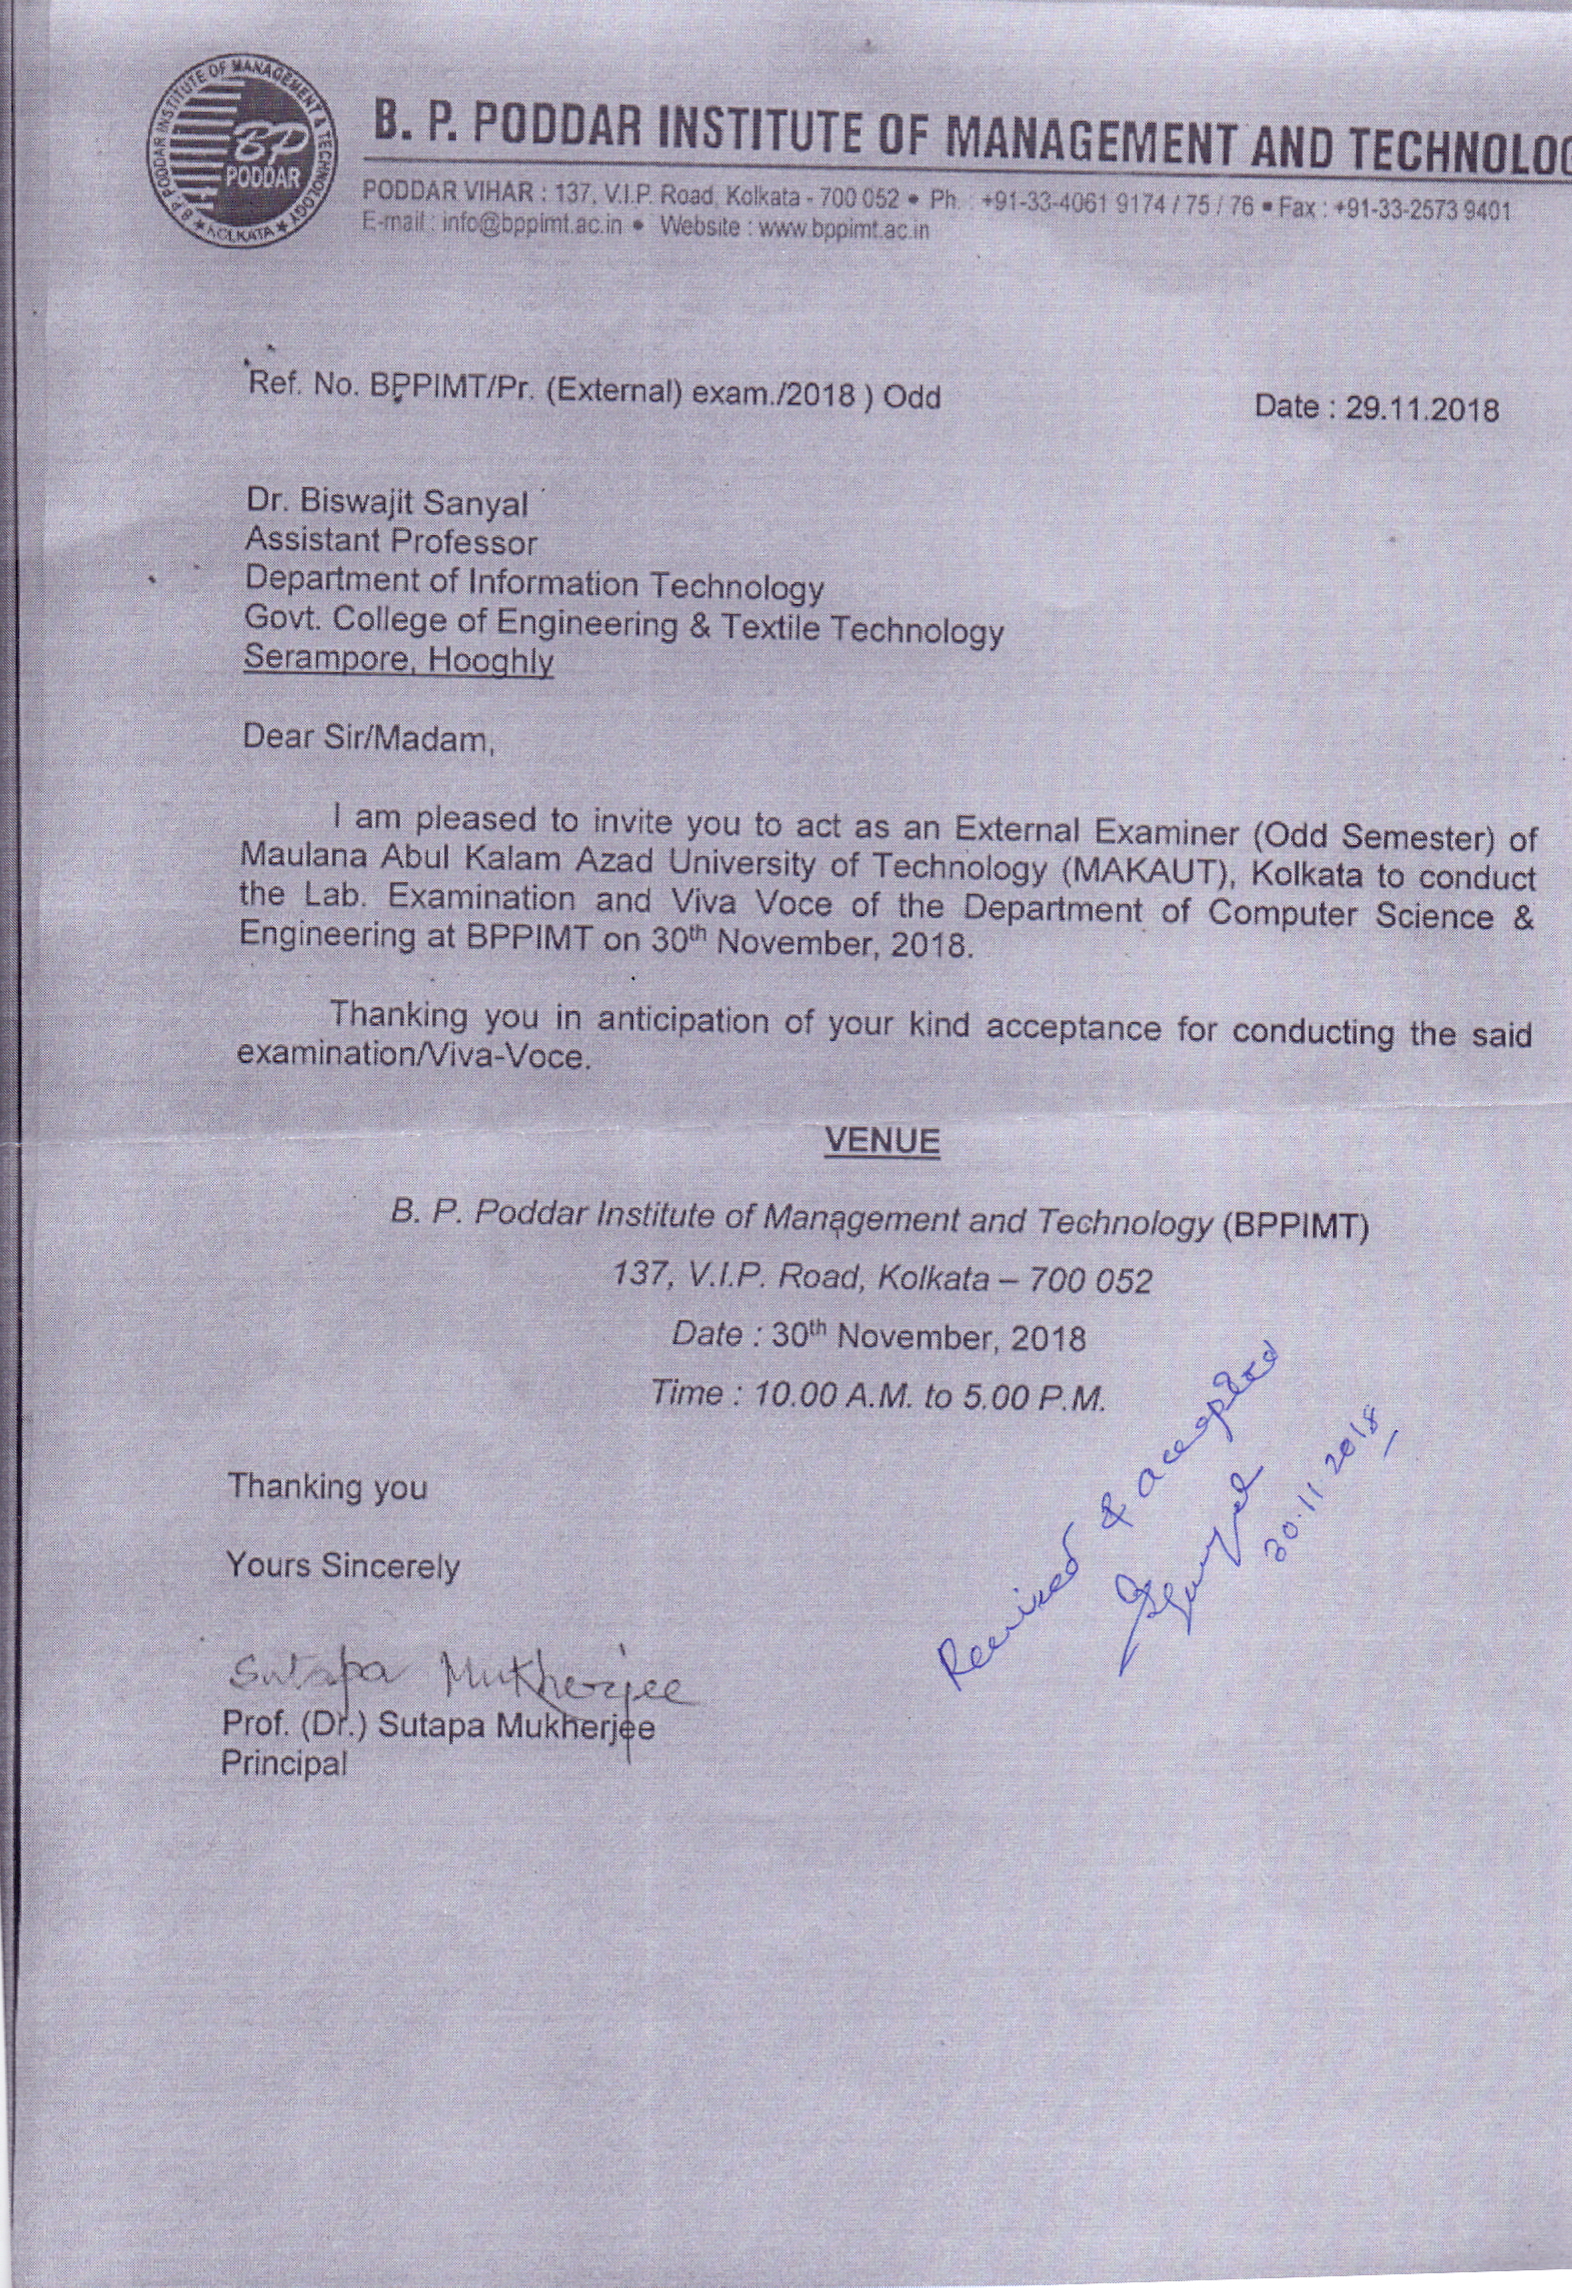 B. P. PODDAR INSTITUTE OF MANAGEMENT & TECHNOLOGY
★ KOLKATA ★
BP
PODDAR
B. P. PODDAR INSTITUTE OF MANAGEMENT AND TECHNOLOG
PODDAR VIHAR : 137, V.I.P. Road, Kolkata - 700 052 • Ph. : +91-33-4061 9174 / 75 / 76 • Fax : +91-33-2573 9401
E-mail : info@bppimt.ac.in • Website : www.bppimt.ac.in
Ref. No. BPPIMT/Pr. (External) exam./2018 ) Odd
Date : 29.11.2018
Dr. Biswajit Sanyal
Assistant Professor
Department of Information Technology
Govt. College of Engineering & Textile Technology
Serampore, Hooghly
Dear Sir/Madam,
I am pleased to invite you to act as an External Examiner (Odd Semester) of
Maulana Abul Kalam Azad University of Technology (MAKAUT), Kolkata to conduct
the Lab. Examination and Viva Voce of the Department of Computer Science &
Engineering at BPPIMT on 30th November, 2018.
Thanking you in anticipation of your kind acceptance for conducting the said
examination/Viva-Voce.
VENUE
B. P. Poddar Institute of Management and Technology (BPPIMT)
137, V.I.P. Road, Kolkata – 700 052
Date : 30th November, 2018
Time : 10.00 A.M. to 5.00 P.M.
Received & accepted
30.11 2018
Thanking you
Yours Sincerely
Sutapa Mukherjee
Prof. (Dr.) Sutapa Mukherjee
Principal